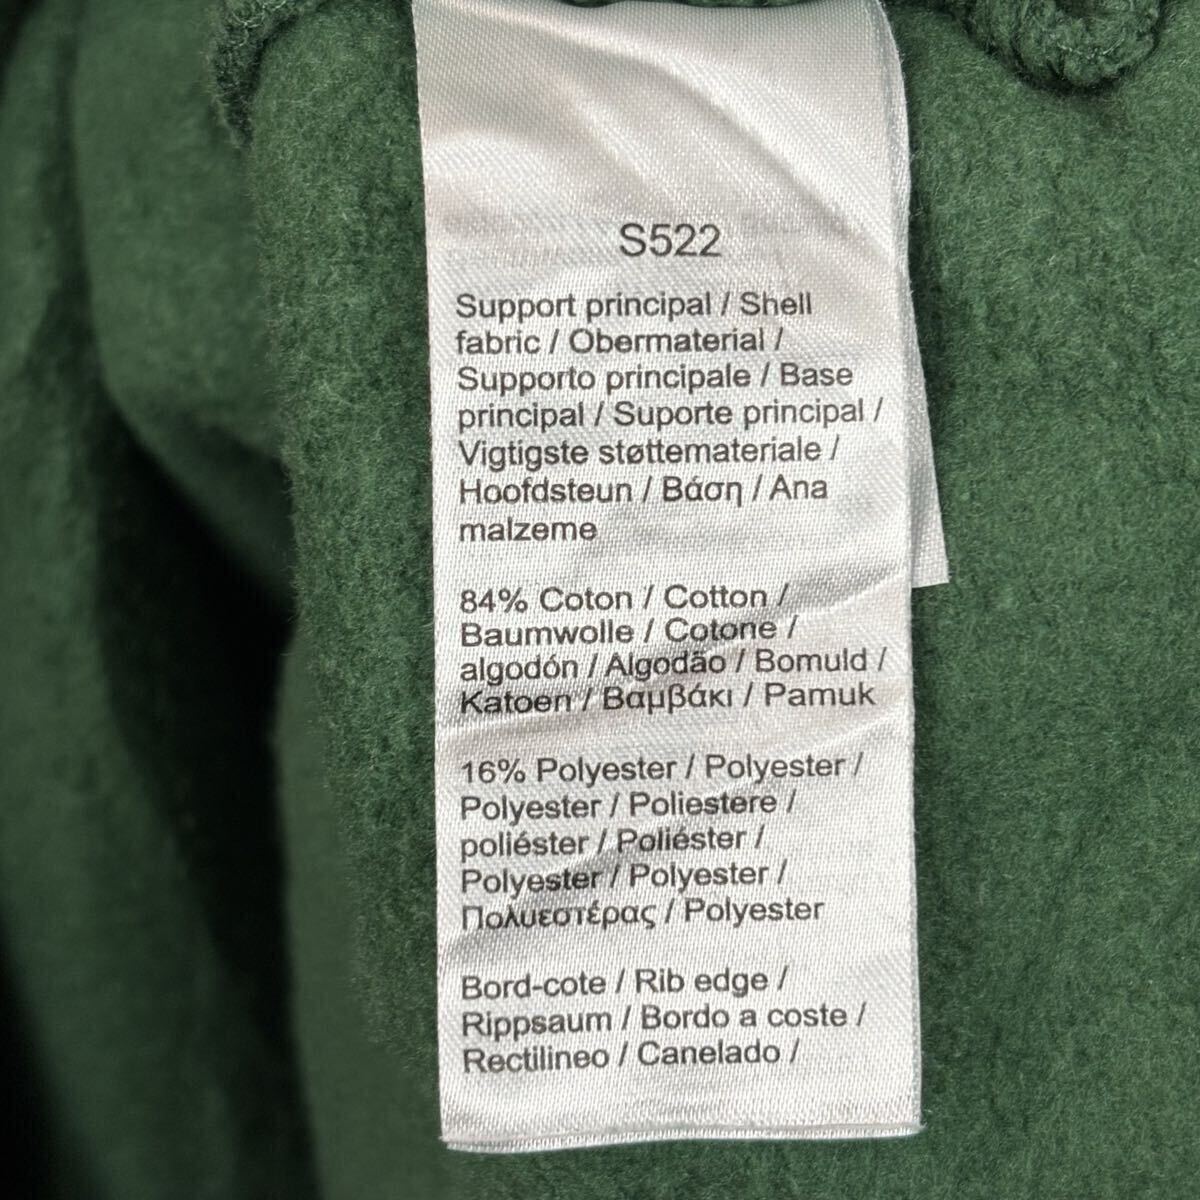 S522
Support principal / Shell
fabric / Obermaterial /
Supporto principale / Base
principal / Suporte principal /
Vigtigste støttemateriale /
Hoofdsteun / Βάση / Ana
malzeme
84% Coton / Cotton /
Baumwolle / Cotone /
algodón / Algodão / Bomuld /
Katoen / Βαμβάκι / Pamuk
16% Polyester / Polyester /
Polyester / Poliestere /
poliéster / Poliéster /
Polyester / Polyester /
Πολυεστέρας / Polyester
Bord-cote / Rib edge /
Rippsaum / Bordo a coste /
Rectilineo / Canelado /